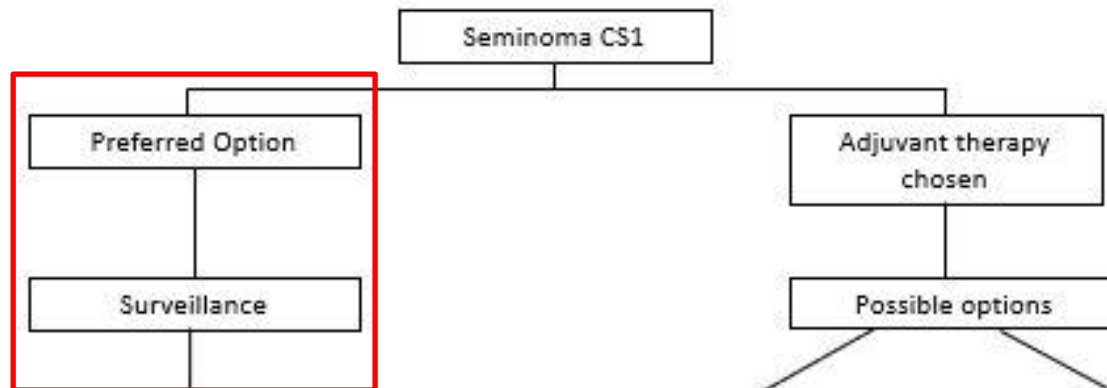 Seminoma CS1
Preferred Option
Adjuvant therapy
chosen
Surveillance
Possible options